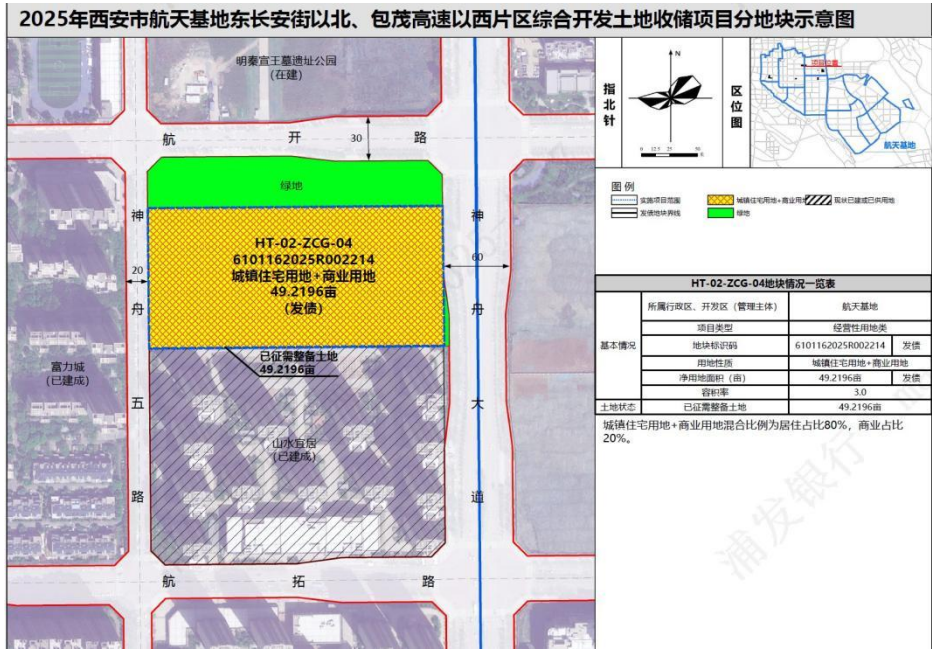 2025年西安市航天基地东长安街以北、包茂高速以西片区综合开发土地收储项目分地块示意图
明秦宣王墓遗址公园
(在建)
航开路
30
绿地
神舟五路
20
HT-02-ZCG-04
6101162025R002214
城镇住宅用地+商业用地
49.2196亩
(发债)
神舟大道
60
已征需整备土地
49.2196亩
富力城
(已建成)
山水宜居
(已建成)
航拓路
指北针
N
0 12.5 25 50
区位图
项目位置
航天基地
图例
实施项目范围
城镇住宅用地+商业用地
现状已建成已供用地
发债地块界线
绿地
HT-02-ZCG-04地块情况一览表
基本情况
所属行政区、开发区（管理主体） 航天基地
项目类型 经营性用地类
地块标识码 6101162025R002214 发债
用地性质 城镇住宅用地+商业用地
净用地面积（亩） 49.2196亩 发债
容积率 3.0
土地状态 已征需整备土地 49.2196亩
城镇住宅用地+商业用地混合比例为居住占比80%，商业占比
20%。
浦发银行